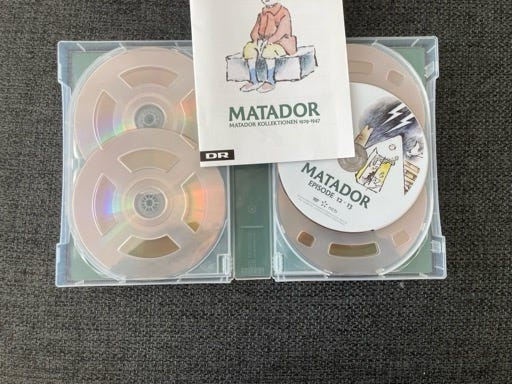 MATADOR
MATADOR KOLLEKTIONEN 1929-1947
DR
MATADOR
EPISODE 12 - 13